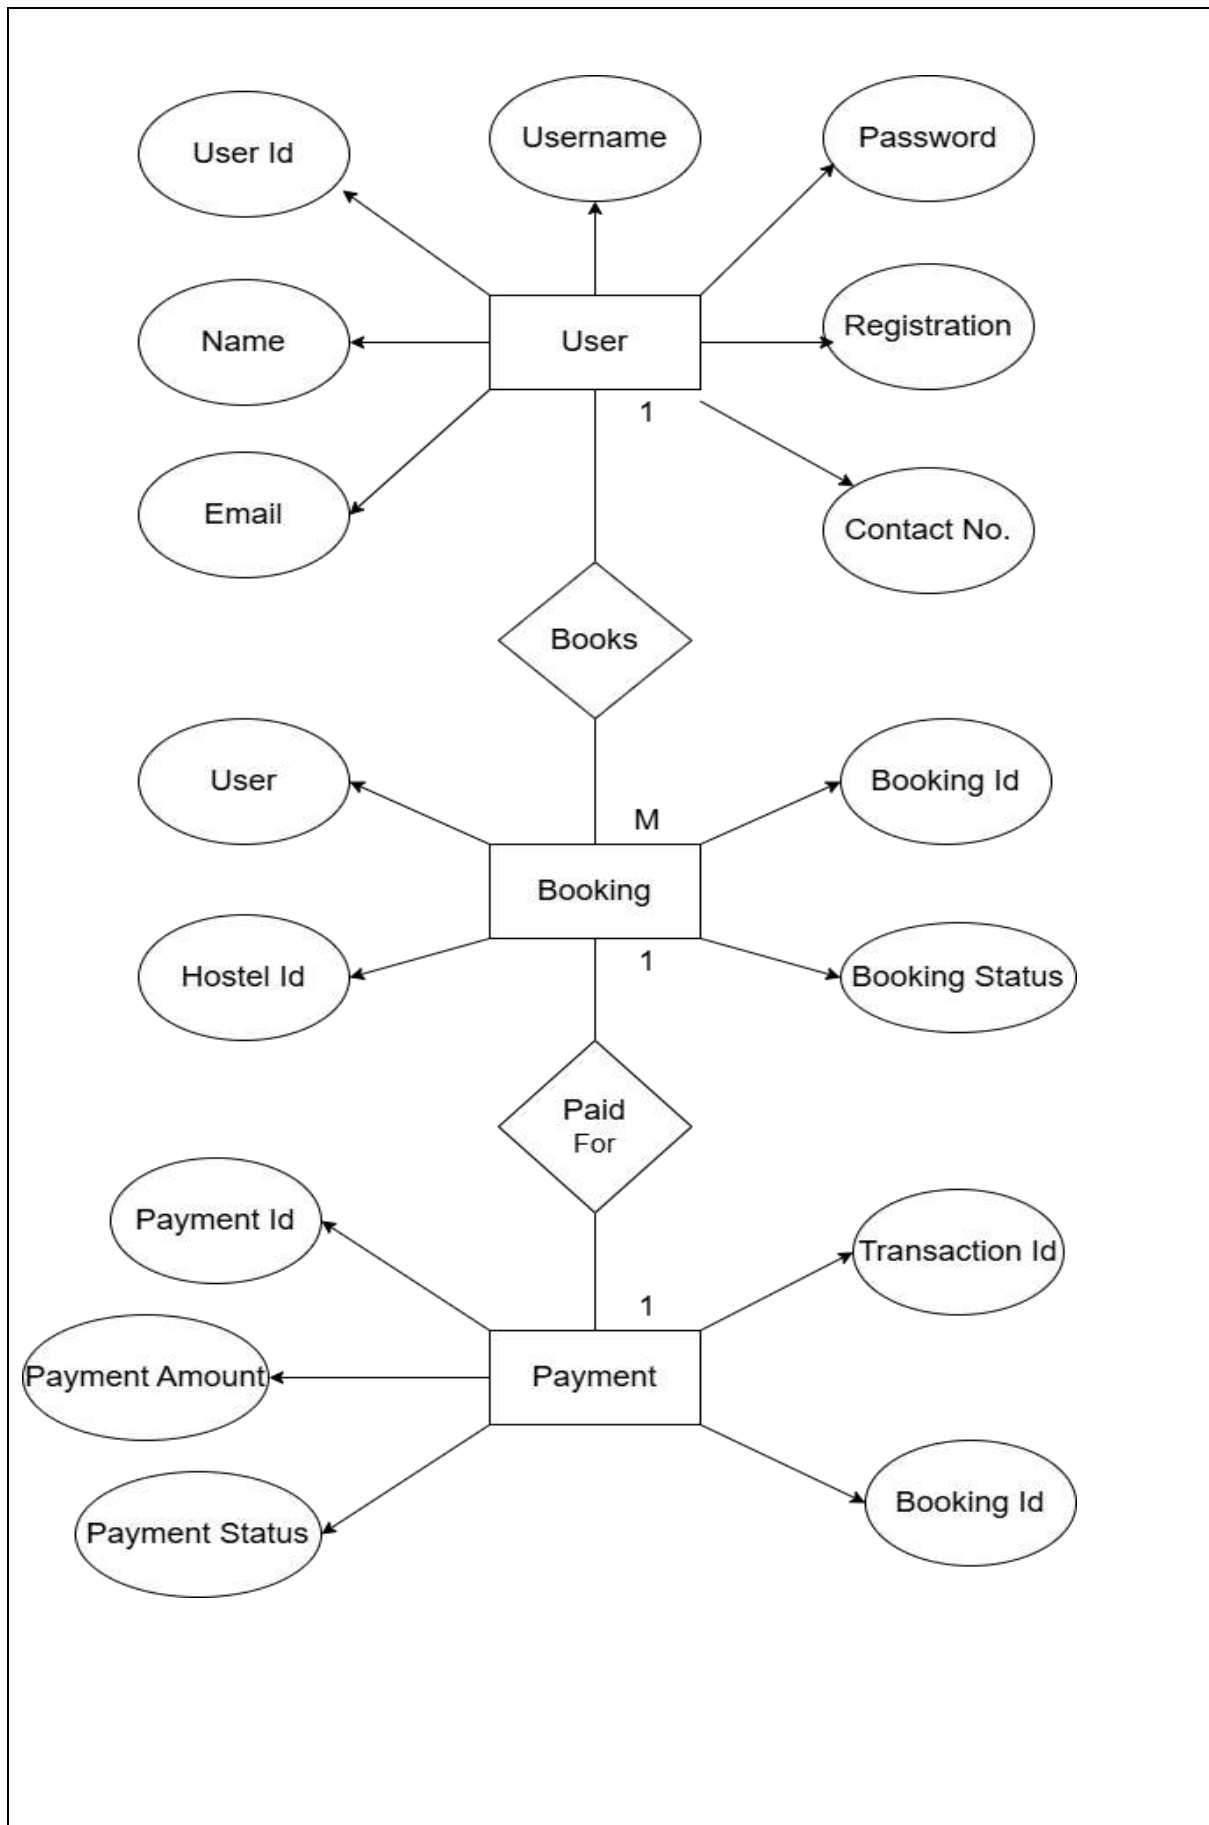 User Id
Username
Password
Name
User
Registration
1
Email
Contact No.
Books
User
Booking Id
M
Booking
Hostel Id
1
Booking Status
Paid
For
Payment Id
Transaction Id
1
Payment Amount
Payment
Payment Status
Booking Id